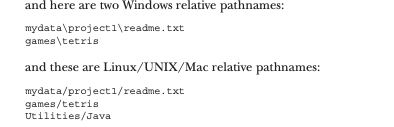 and here are two Windows relative pathnames:
mydata\project1\readme.txt
games\tetris
and these are Linux/UNIX/Mac relative pathnames:
mydata/project1/readme.txt
games/tetris
Utilities/Java